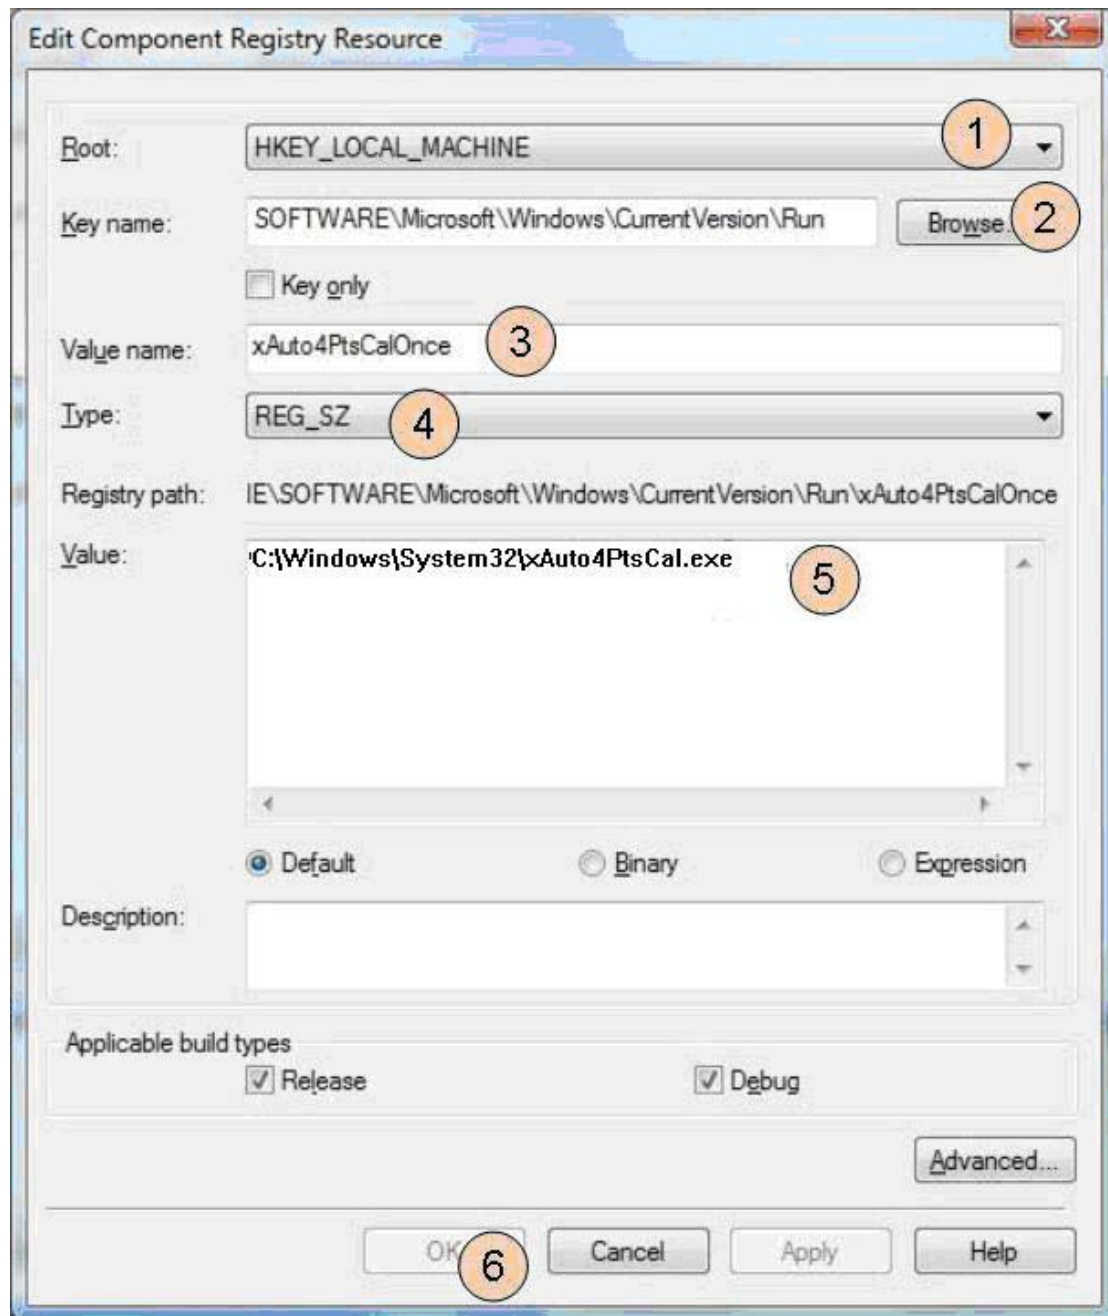 Edit Component Registry Resource
Root: HKEY_LOCAL_MACHINE 1
Key name: SOFTWARE\Microsoft\Windows\CurrentVersion\Run Browse. 2
Key only
Value name: xAuto4PtsCalOnce 3
Type: REG_SZ 4
Registry path: IE\SOFTWARE\Microsoft\Windows\CurrentVersion\Run\xAuto4PtsCalOnce
Value: C:\Windows\System32\xAuto4PtsCal.exe 5
Default Binary Expression
Description:
Applicable build types
Release Debug
Advanced...
OK 6 Cancel Apply Help